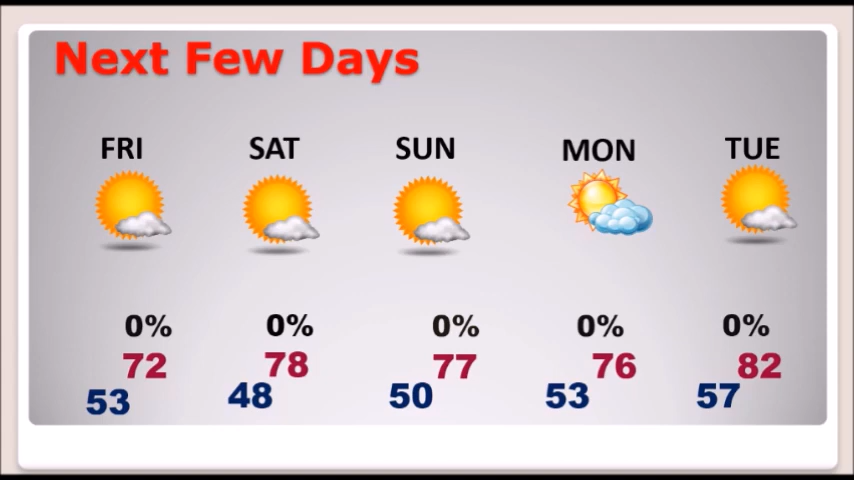 Next Few Days
FRI SAT SUN MON TUE
0% 0% 0% 0% 0%
72 78 77 76 82
53 48 50 53 57